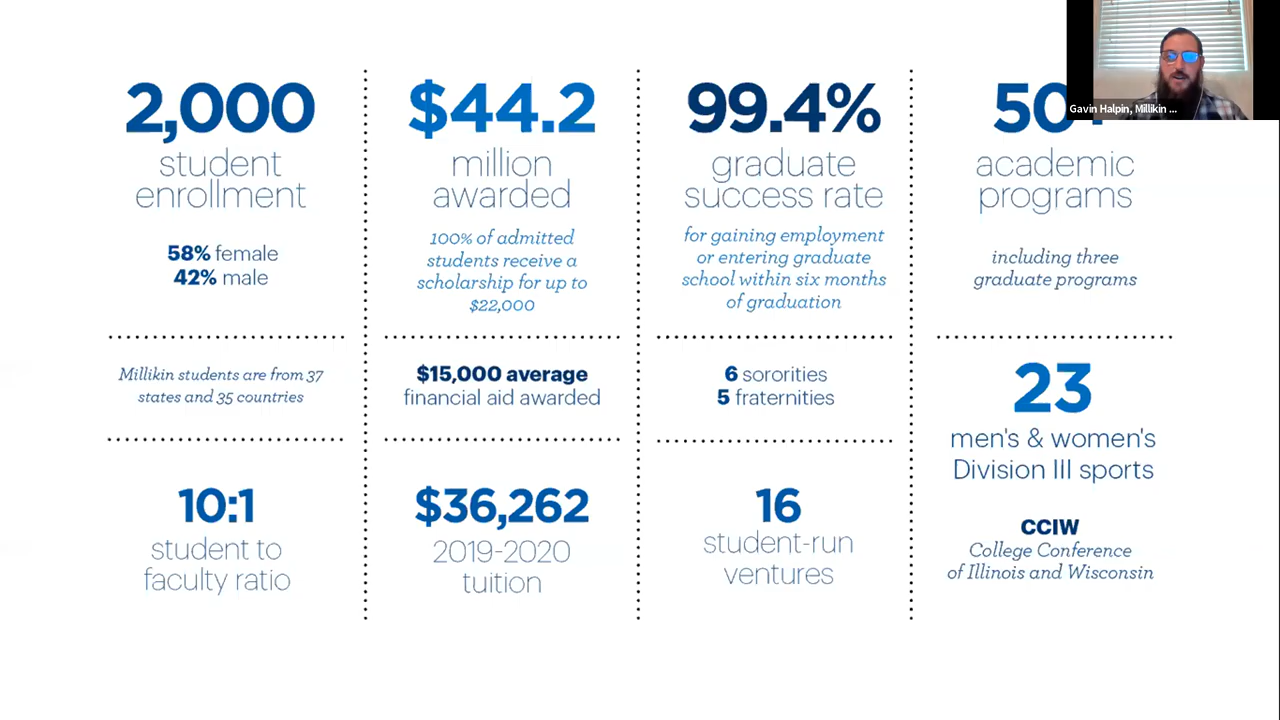 2,000
student
enrollment
58% female
42% male
Millikin students are from 37
states and 35 countries
10:1
student to
faculty ratio
$44.2
million
awarded
100% of admitted
students receive a
scholarship for up to
$22,000
$15,000 average
financial aid awarded
$36,262
2019-2020
tuition
99.4%
graduate
success rate
for gaining employment
or entering graduate
school within six months
of graduation
6 sororities
5 fraternities
16
student-run
ventures
50+
academic
programs
including three
graduate programs
23
men's & women's
Division III sports
CCIW
College Conference
of Illinois and Wisconsin
Gavin Halpin, Millikin ...